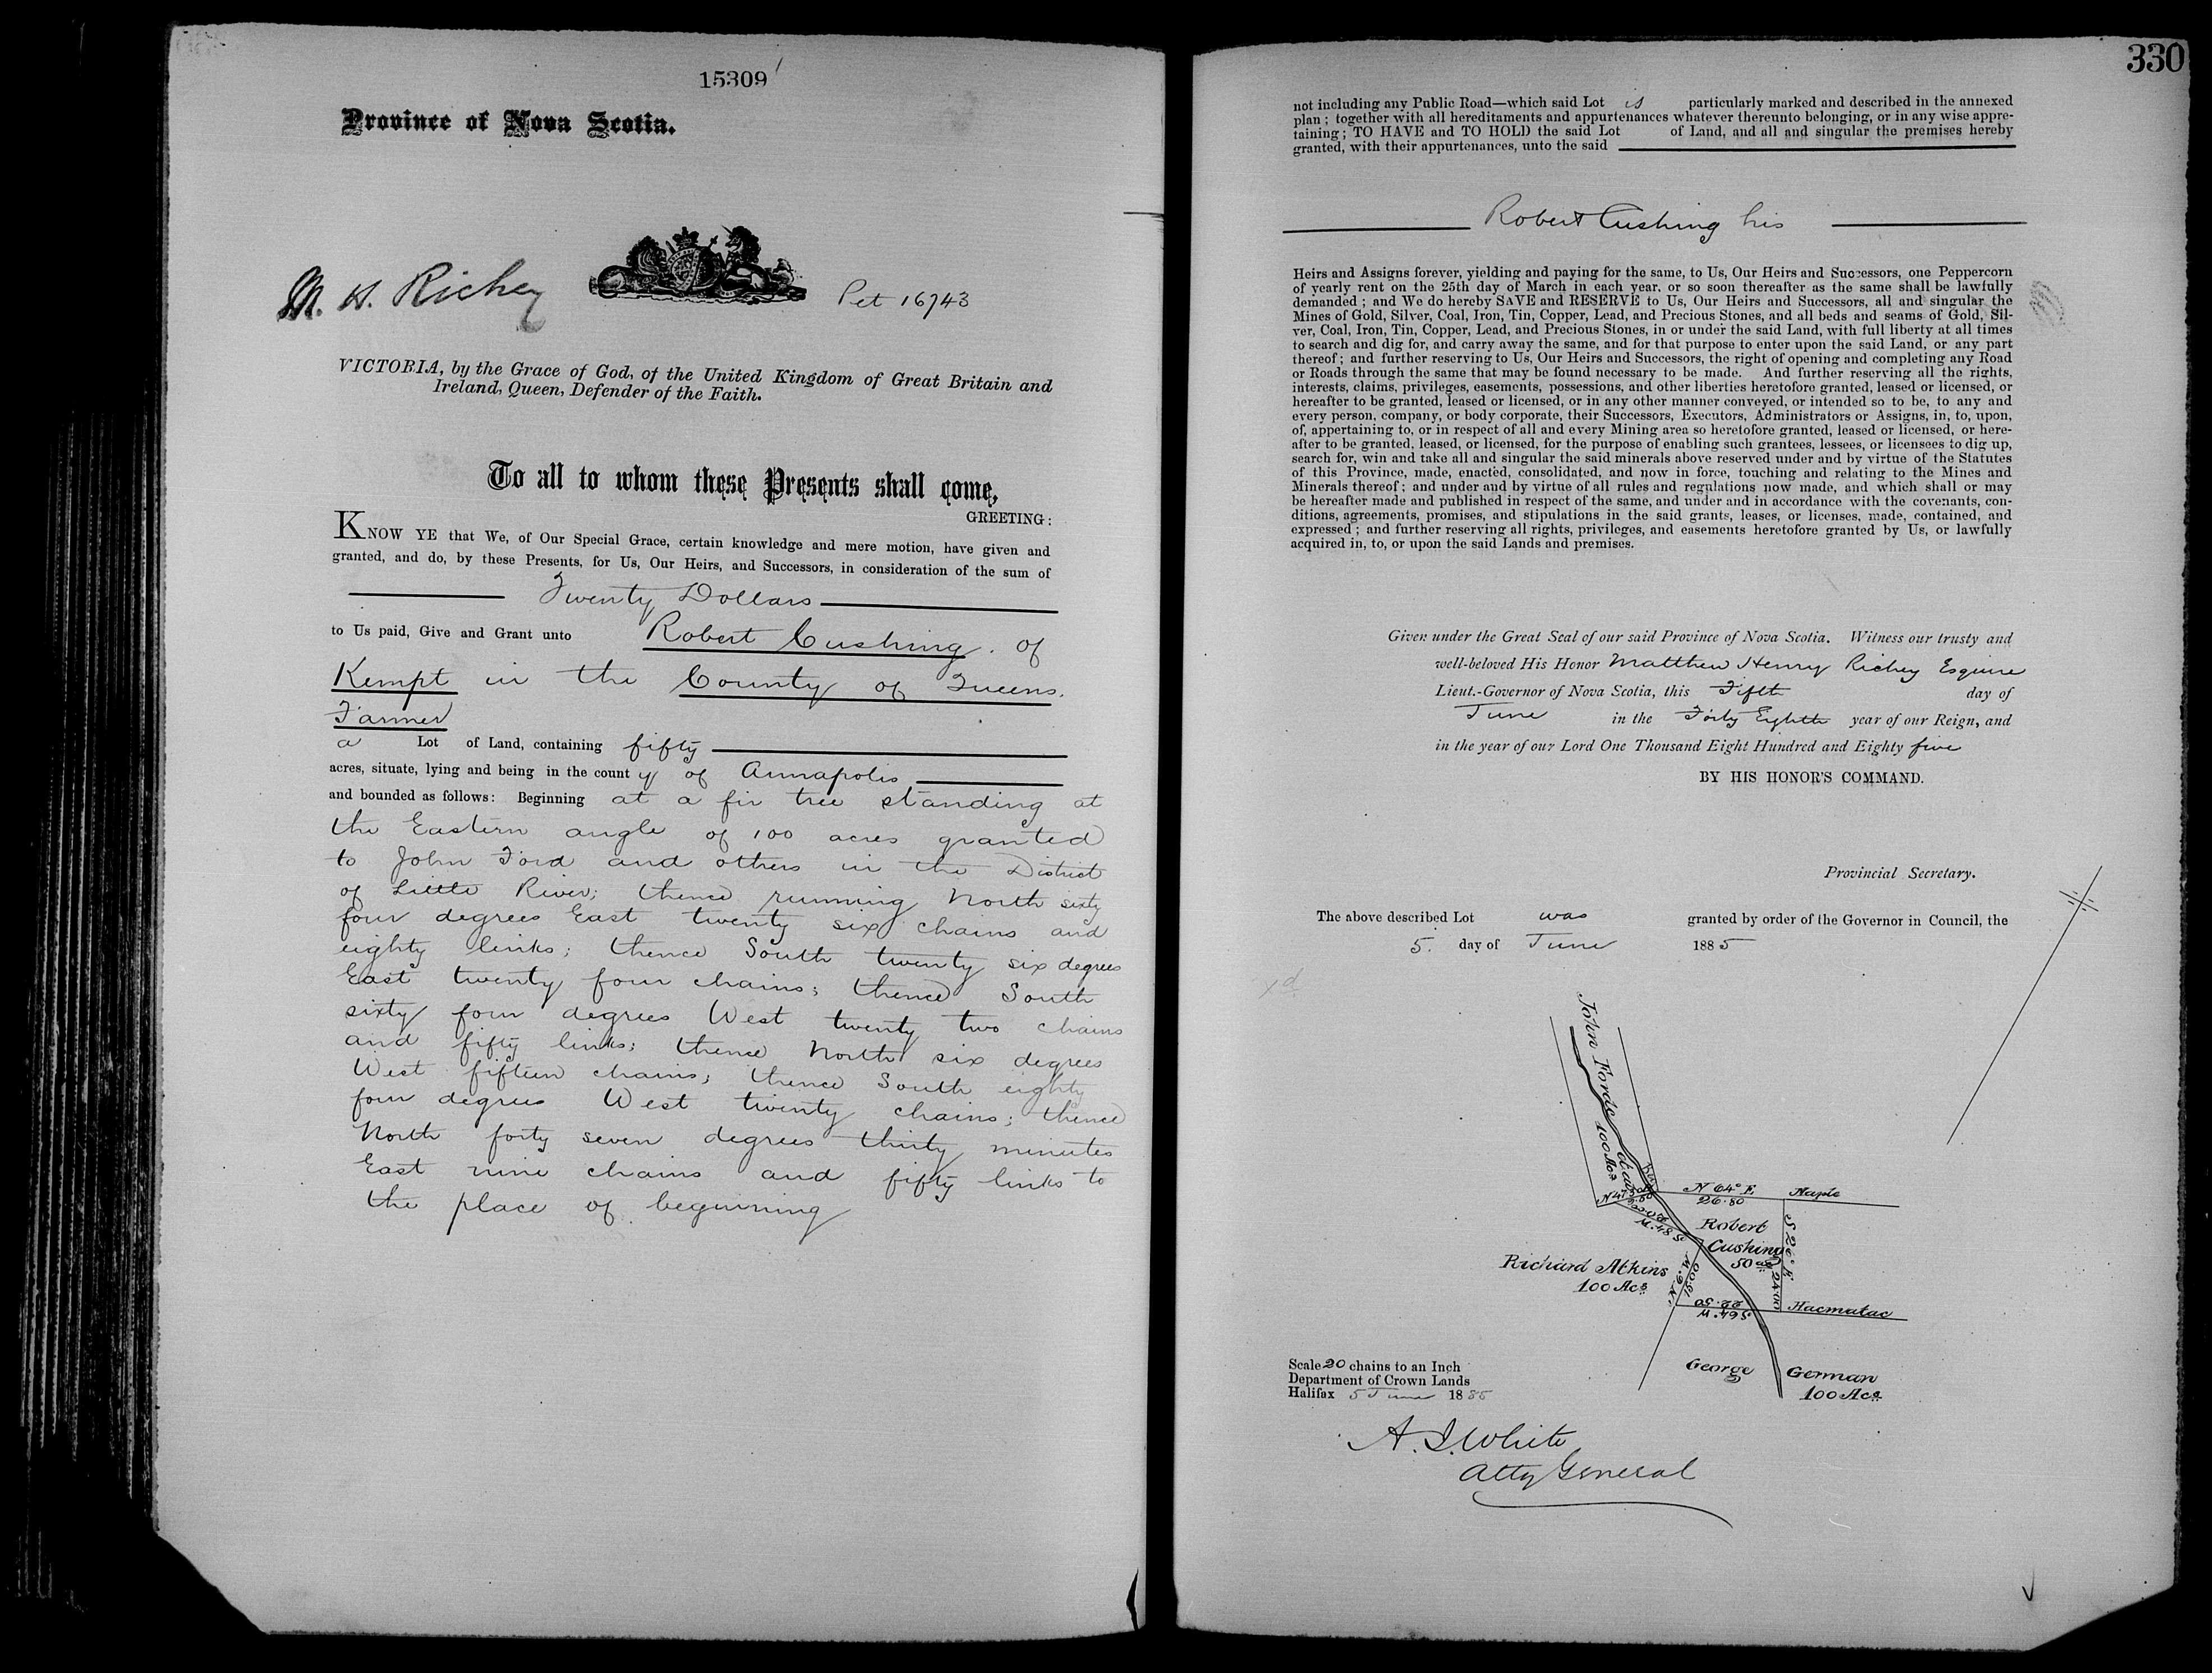 15309
Province of Nova Scotia.
M. H. Richey
Pet 16743
VICTORIA, by the Grace of God, of the United Kingdom of Great Britain and
Ireland, Queen, Defender of the Faith.
To all to whom these Presents shall come,
GREETING:
KNOW YE that We, of Our Special Grace, certain knowledge and mere motion, have given and
granted, and do, by these Presents, for Us, Our Heirs, and Successors, in consideration of the sum of
Twenty Dollars
to Us paid, Give and Grant unto Robert Cushing. of
Kempt in the County of Queens.
Farmer
a Lot of Land, containing fifty
acres, situate, lying and being in the county of Annapolis
and bounded as follows: Beginning at a fir tree standing at
the Eastern angle of 100 acres granted
to John Ford and others in the District
of Little River; thence running North sixty
four degrees East twenty six chains and
eighty links; thence South twenty six degrees
East twenty four chains; thence South
sixty four degrees West twenty two chains
and fifty links; thence North six degrees
West fifteen chains; thence South eighty
four degrees West twenty chains; thence
North forty seven degrees thirty minutes
East nine chains and fifty links to
the place of beginning
330
not including any Public Road—which said Lot is particularly marked and described in the annexed
plan; together with all hereditaments and appurtenances whatever thereunto belonging, or in any wise appre-
taining; TO HAVE and TO HOLD the said Lot of Land, and all and singular the premises hereby
granted, with their appurtenances, unto the said
Robert Cushing his
Heirs and Assigns forever, yielding and paying for the same, to Us, Our Heirs and Successors, one Peppercorn
of yearly rent on the 25th day of March in each year, or so soon thereafter as the same shall be lawfully
demanded; and We do hereby SAVE and RESERVE to Us, Our Heirs and Successors, all and singular the
Mines of Gold, Silver, Coal, Iron, Tin, Copper, Lead, and Precious Stones, and all beds and seams of Gold, Sil-
ver, Coal, Iron, Tin, Copper, Lead, and Precious Stones, in or under the said Land, with full liberty at all times
to search and dig for, and carry away the same, and for that purpose to enter upon the said Land, or any part
thereof; and further reserving to Us, Our Heirs and Successors, the right of opening and completing any Road
or Roads through the same that may be found necessary to be made. And further reserving all the rights,
interests, claims, privileges, easements, possessions, and other liberties heretofore granted, leased or licensed, or
hereafter to be granted, leased or licensed, or in any other manner conveyed, or intended so to be, to any and
every person, company, or body corporate, their Successors, Executors, Administrators or Assigns, in, to, upon,
of, appertaining to, or in respect of all and every Mining area so heretofore granted, leased or licensed, or here-
after to be granted, leased, or licensed, for the purpose of enabling such grantees, lessees, or licensees to dig up,
search for, win and take all and singular the said minerals above reserved under and by virtue of the Statutes
of this Province, made, enacted, consolidated, and now in force, touching and relating to the Mines and
Minerals thereof; and under and by virtue of all rules and regulations now made, and which shall or may
be hereafter made and published in respect of the same, and under and in accordance with the covenants, con-
ditions, agreements, promises, and stipulations in the said grants, leases, or licenses, made, contained, and
expressed; and further reserving all rights, privileges, and easements heretofore granted by Us, or lawfully
acquired in, to, or upon the said Lands and premises.
Given under the Great Seal of our said Province of Nova Scotia. Witness our trusty and
well-beloved His Honor Matthew Henry Richey Esquire
Lieut.-Governor of Nova Scotia, this Fifth day of
June in the Forty Eighth year of our Reign, and
in the year of our Lord One Thousand Eight Hundred and Eighty five
BY HIS HONOR'S COMMAND.
Provincial Secretary.
The above described Lot was granted by order of the Governor in Council, the
5. day of June 1885
John Forde
100 Acs
N 64° E
26.80
Maple
Robert
Cushing
50 acs
S 26° E
24.00
Richard Atkins
100 Acs
N. 6° W.
15.00
22.50
S 64° W
Hacmatac
S 84° W.
George German
100 Acs
Scale 20 chains to an Inch
Department of Crown Lands
Halifax 5 June 1885
A. J. White
Atty General